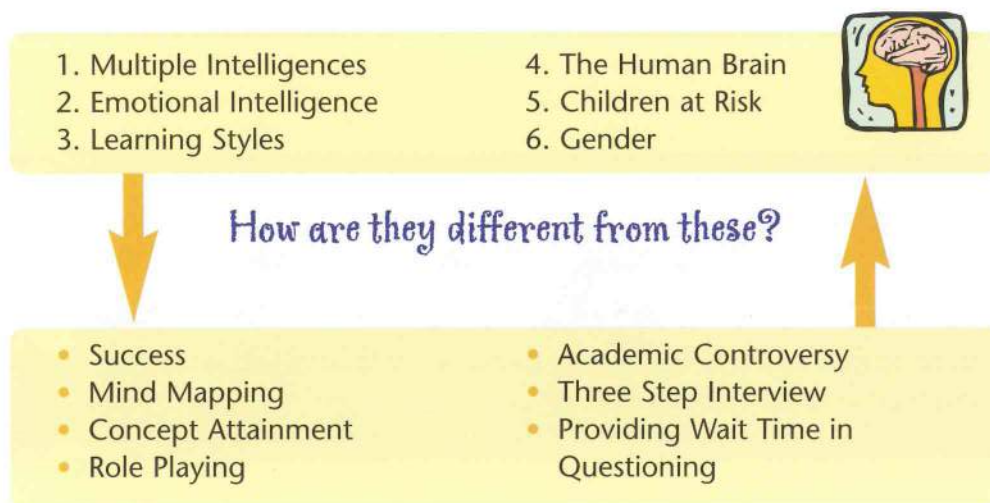 1. Multiple Intelligences
2. Emotional Intelligence
3. Learning Styles
4. The Human Brain
5. Children at Risk
6. Gender
How are they different from these?
• Success
• Mind Mapping
• Concept Attainment
• Role Playing
• Academic Controversy
• Three Step Interview
• Providing Wait Time in
Questioning